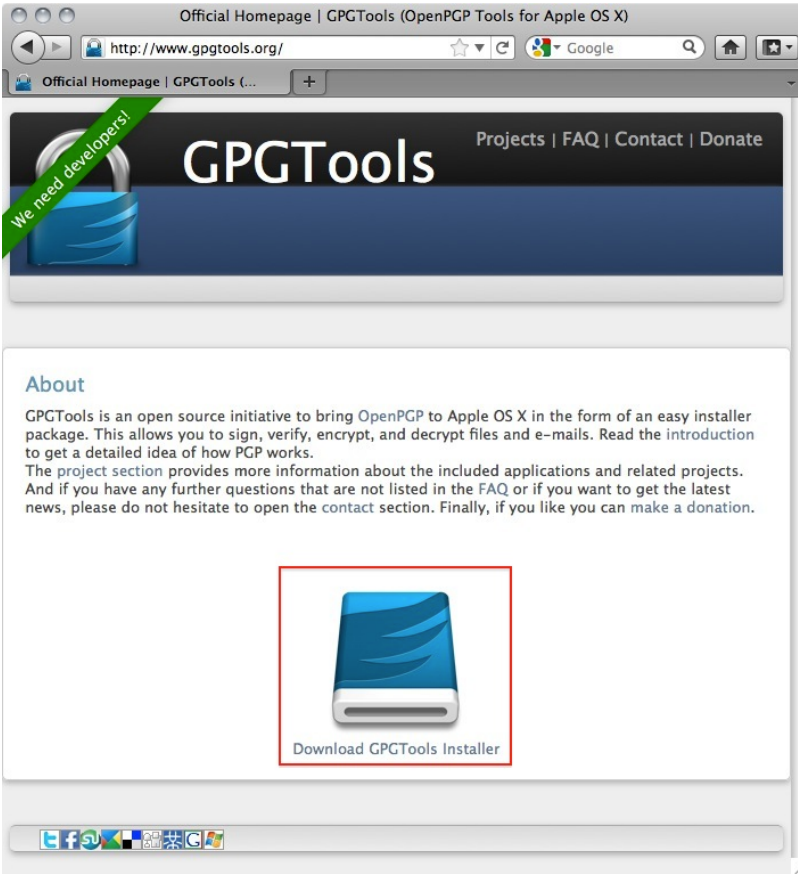 Official Homepage | GPGTools (OpenPGP Tools for Apple OS X)
http://www.gpgtools.org/
Google
Official Homepage | GPGTools (...
We need developers!
GPGTools
Projects | FAQ | Contact | Donate
About
GPGTools is an open source initiative to bring OpenPGP to Apple OS X in the form of an easy installer
package. This allows you to sign, verify, encrypt, and decrypt files and e-mails. Read the introduction
to get a detailed idea of how PGP works.
The project section provides more information about the included applications and related projects.
And if you have any further questions that are not listed in the FAQ or if you want to get the latest
news, please do not hesitate to open the contact section. Finally, if you like you can make a donation.
Download GPGTools Installer